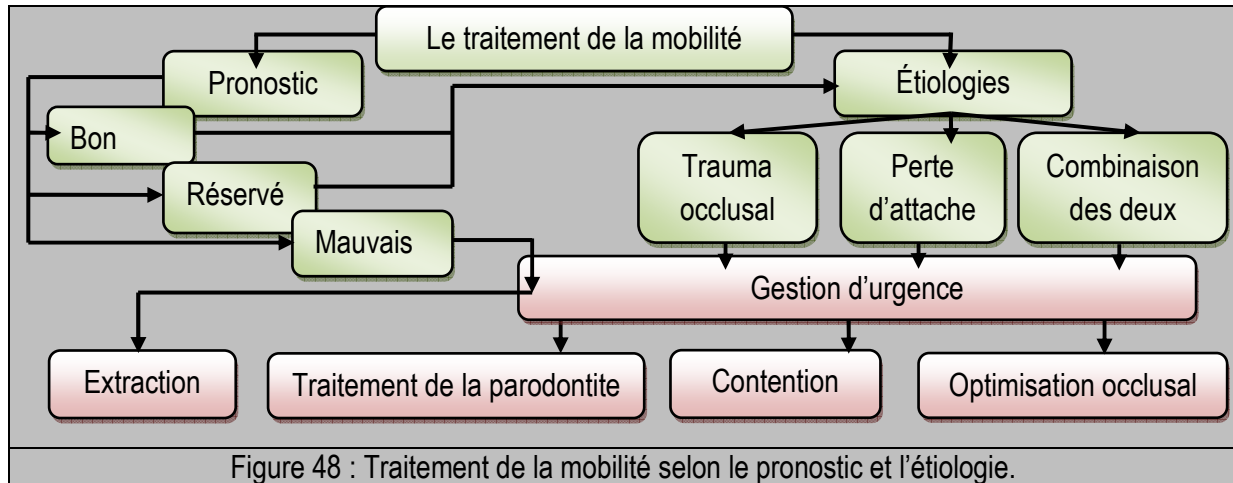 Le traitement de la mobilité
Pronostic
Étiologies
Bon
Réservé
Mauvais
Trauma
occlusal
Perte
d’attache
Combinaison
des deux
Gestion d’urgence
Extraction
Traitement de la parodontite
Contention
Optimisation occlusal
Figure 48 : Traitement de la mobilité selon le pronostic et l’étiologie.